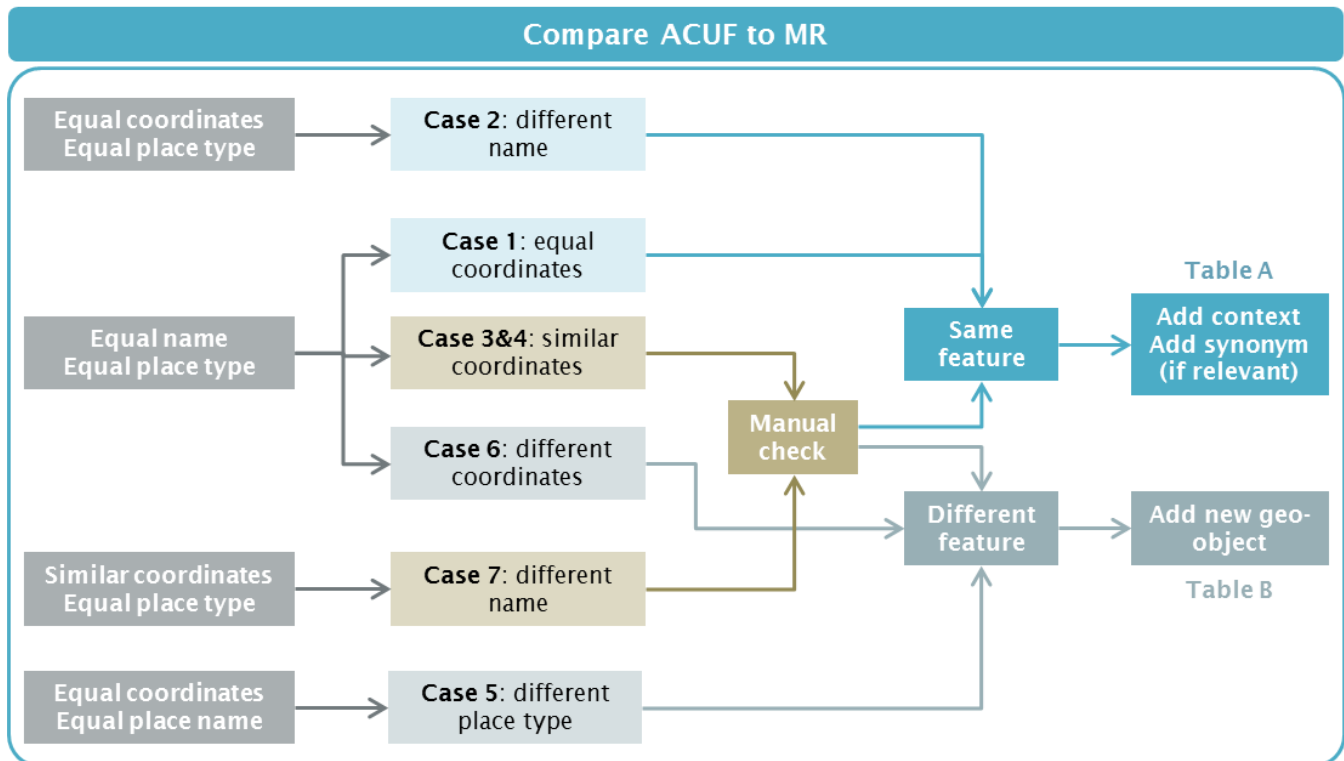 Compare ACUF to MR
Equal coordinates
Equal place type
Case 2: different
name
Case 1: equal
coordinates
Equal name
Equal place type
Case 3&4: similar
coordinates
Case 6: different
coordinates
Similar coordinates
Equal place type
Case 7: different
name
Equal coordinates
Equal place name
Case 5: different
place type
Manual
check
Same
feature
Different
feature
Table A
Add context
Add synonym
(if relevant)
Add new geo-
object
Table B